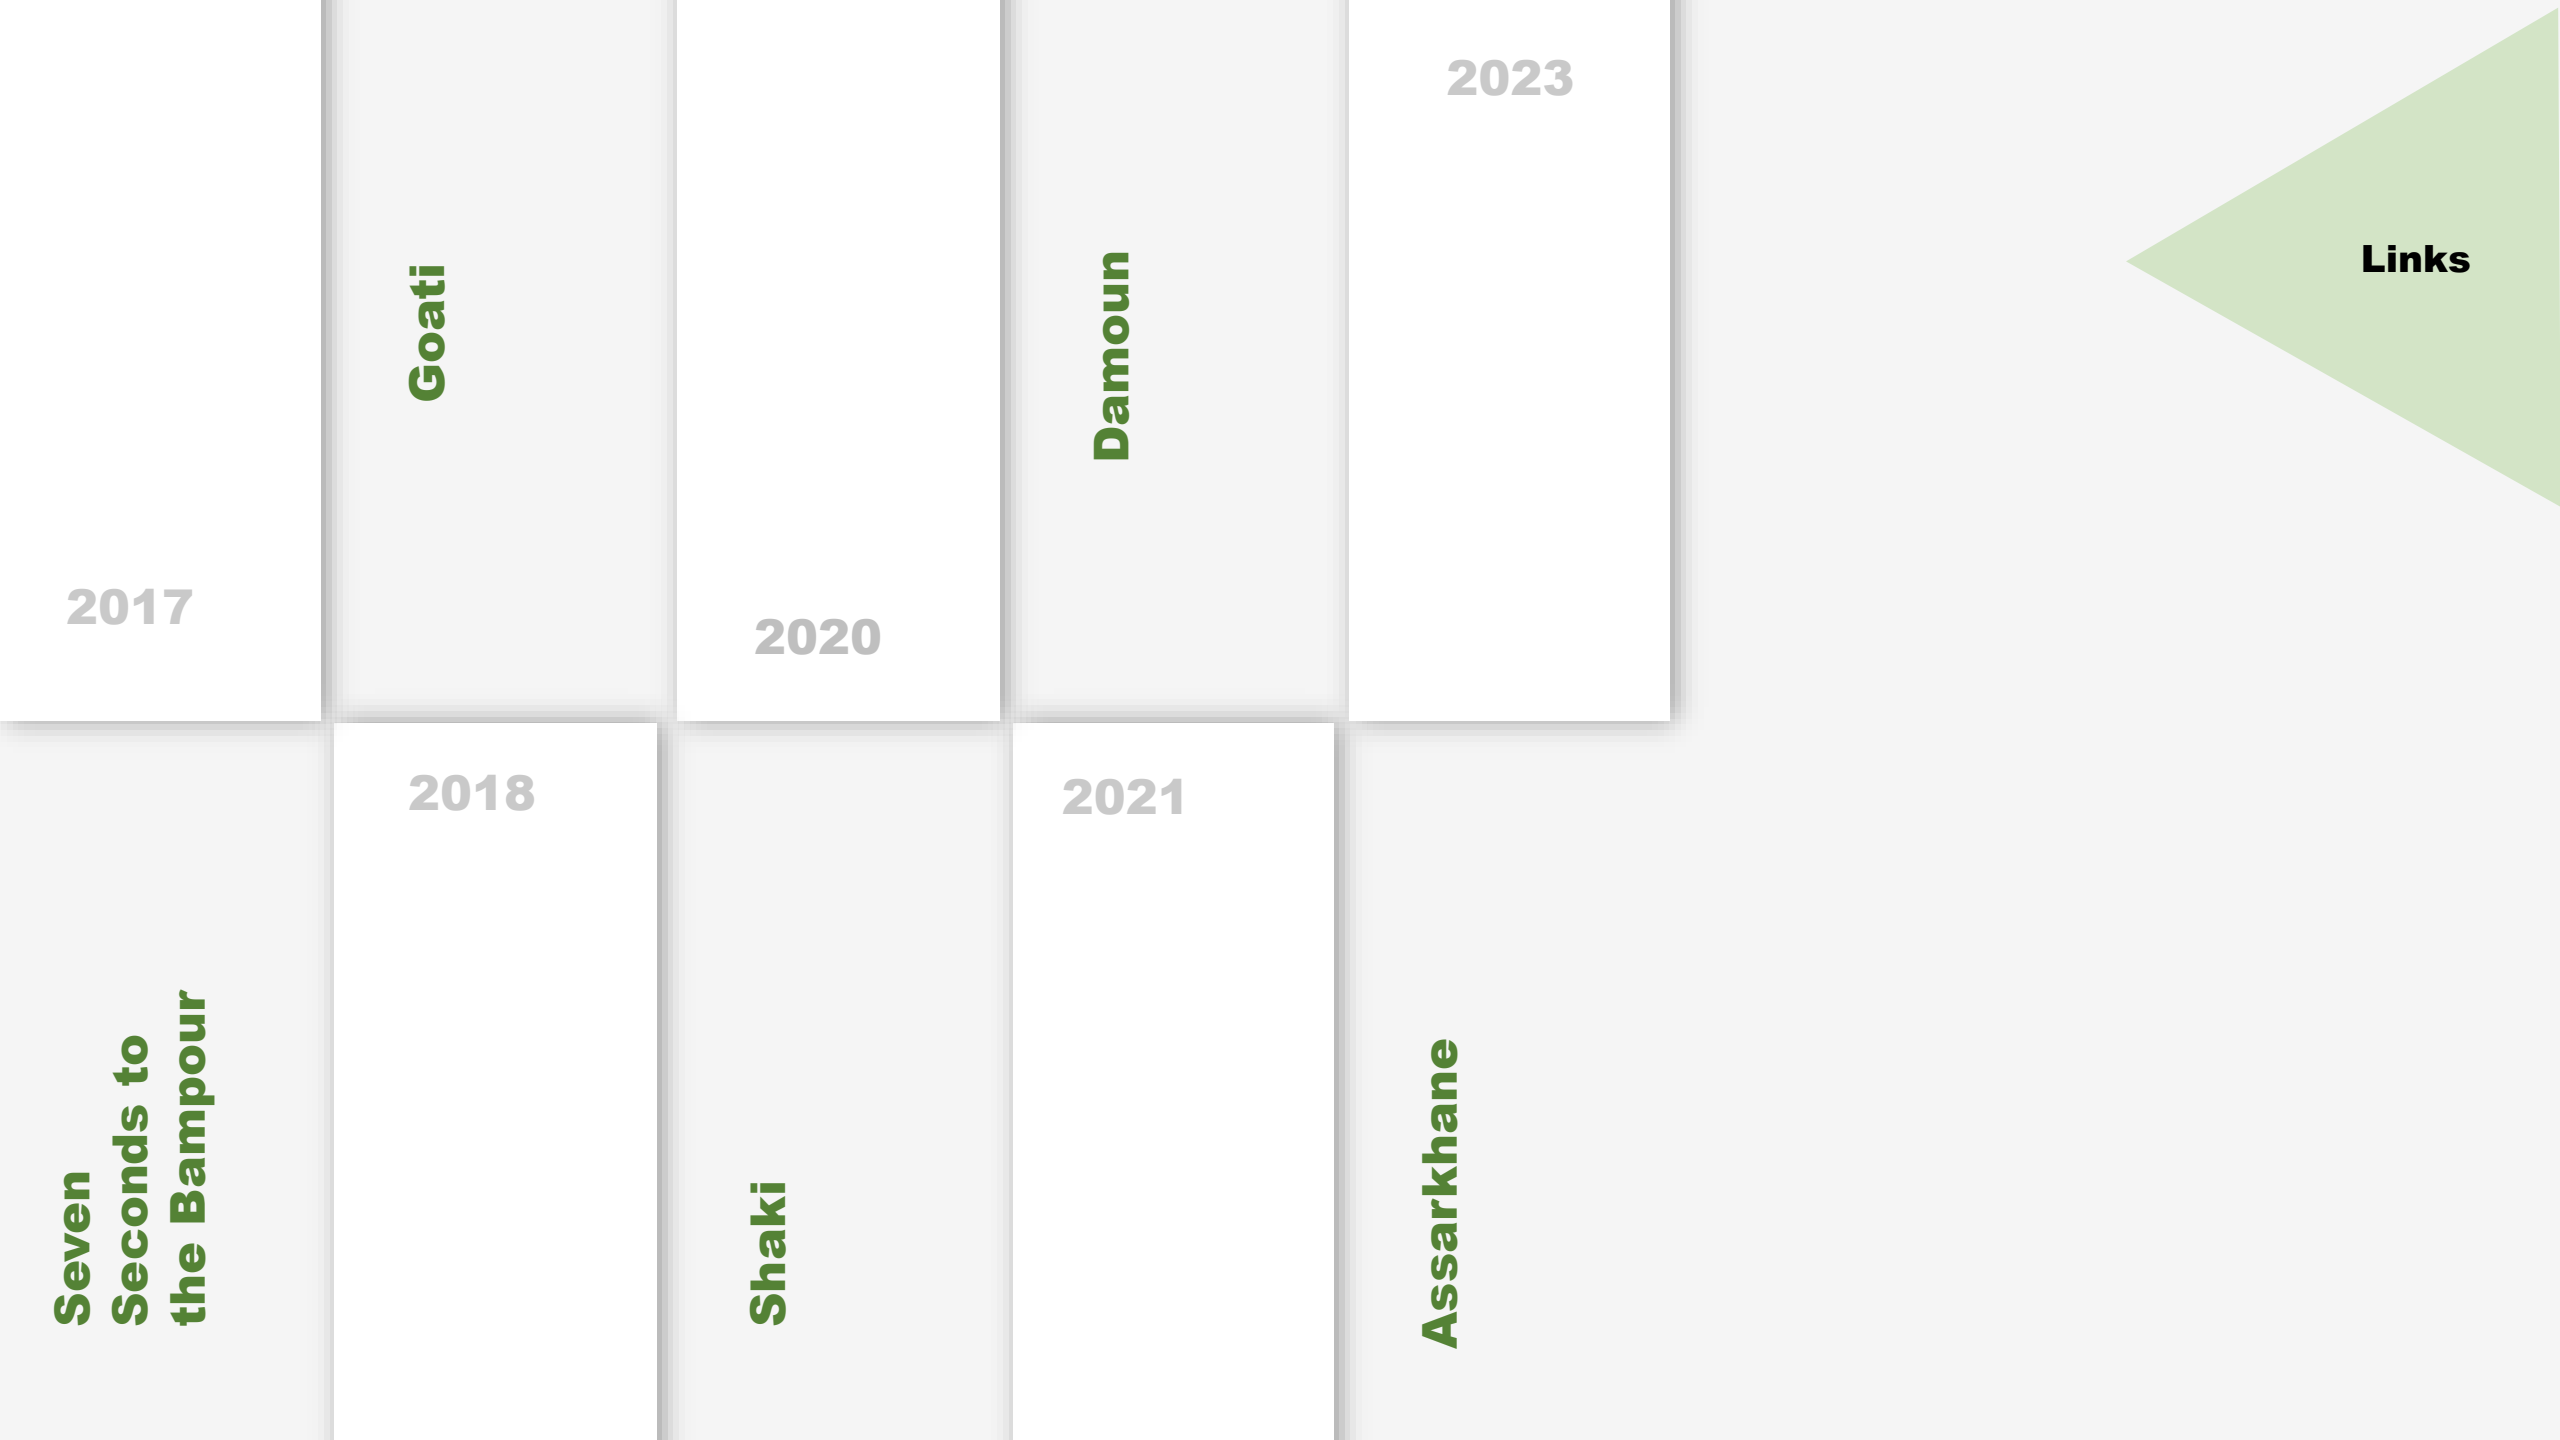 2017
Seven
Seconds to
the Bampour
Goati
2018
2020
Shaki
Damoun
2021
2023
Assarkhane
Links